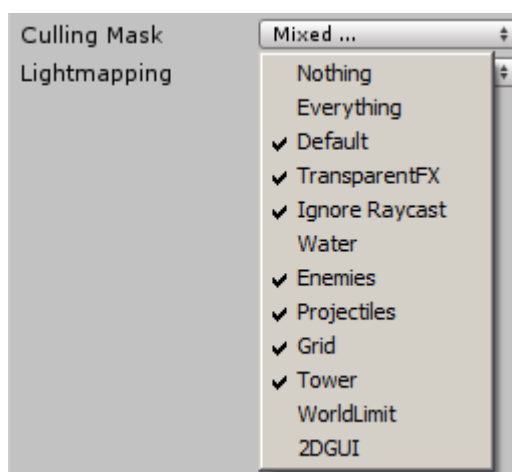 Culling Mask Mixed ...
Lightmapping
Nothing
Everything
Default
TransparentFX
Ignore Raycast
Water
Enemies
Projectiles
Grid
Tower
WorldLimit
2DGUI